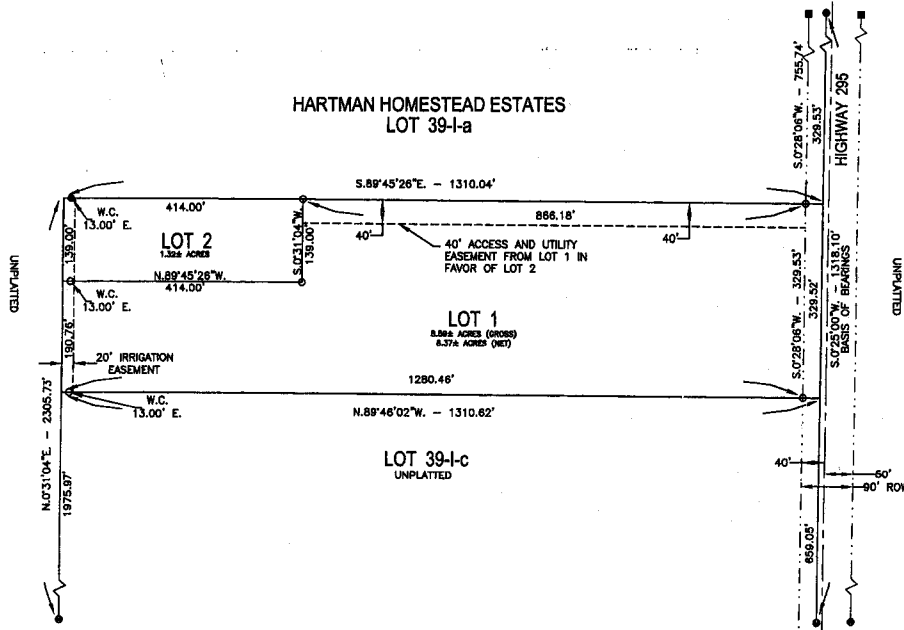 HARTMAN HOMESTEAD ESTATES
LOT 39-I-a
S.0°28'06"W. - 755.74'
329.53'
HIGHWAY 295
S.89°45'26"E. - 1310.04'
W.C.
13.00' E.
414.00'
866.18'
40'
40'
139.00'
LOT 2
1.32± ACRES
S.0°31'04"W.
139.00'
40' ACCESS AND UTILITY
EASEMENT FROM LOT 1 IN
FAVOR OF LOT 2
N.89°45'26"W.
414.00'
W.C.
13.00' E.
UNPLATTED
UNPLATTED
LOT 1
8.59± ACRES (GROSS)
8.37± ACRES (NET)
S.0°28'06"W. - 329.53'
329.52'
S.0°25'00"W. - 1318.10'
BASIS OF BEARINGS
190.76'
20' IRRIGATION
EASEMENT
1280.46'
W.C.
13.00' E.
N.89°46'02"W. - 1310.62'
N.0°31'04"E. - 2305.73'
1975.97'
LOT 39-I-c
UNPLATTED
40'
50'
90' ROW
659.05'